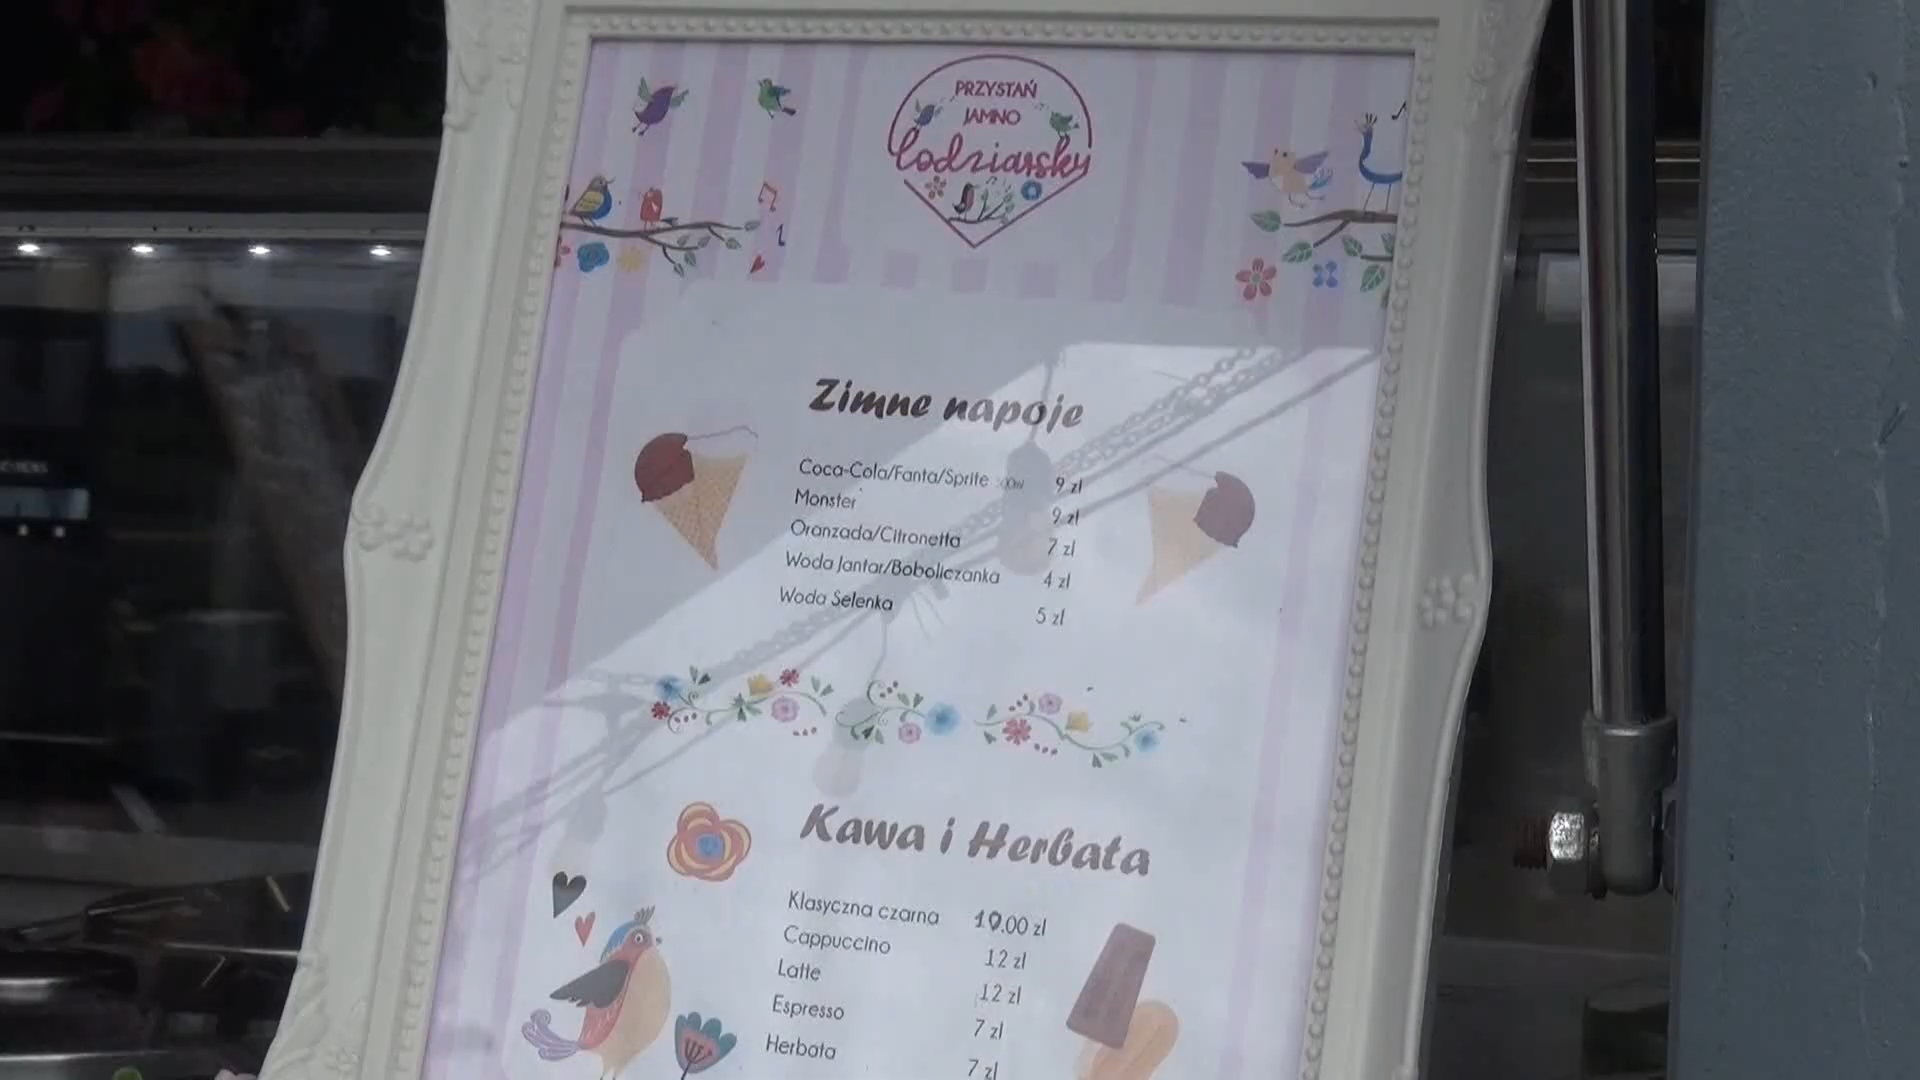 PRZYSTAŃ
JAMNO
lodziarsky
Zimne napoje
Coca-Cola/Fanta/Sprite 9 zł
Monster 9 zł
Oranzada/Citronetta 7 zł
Woda Jantar/Boboliczanka 4 zł
Woda Selenka 5 zł
Kawa i Herbata
Klasyczna czarna 10.00 zł
Cappuccino 12 zł
Latte 12 zł
Espresso 7 zł
Herbata 7 zł